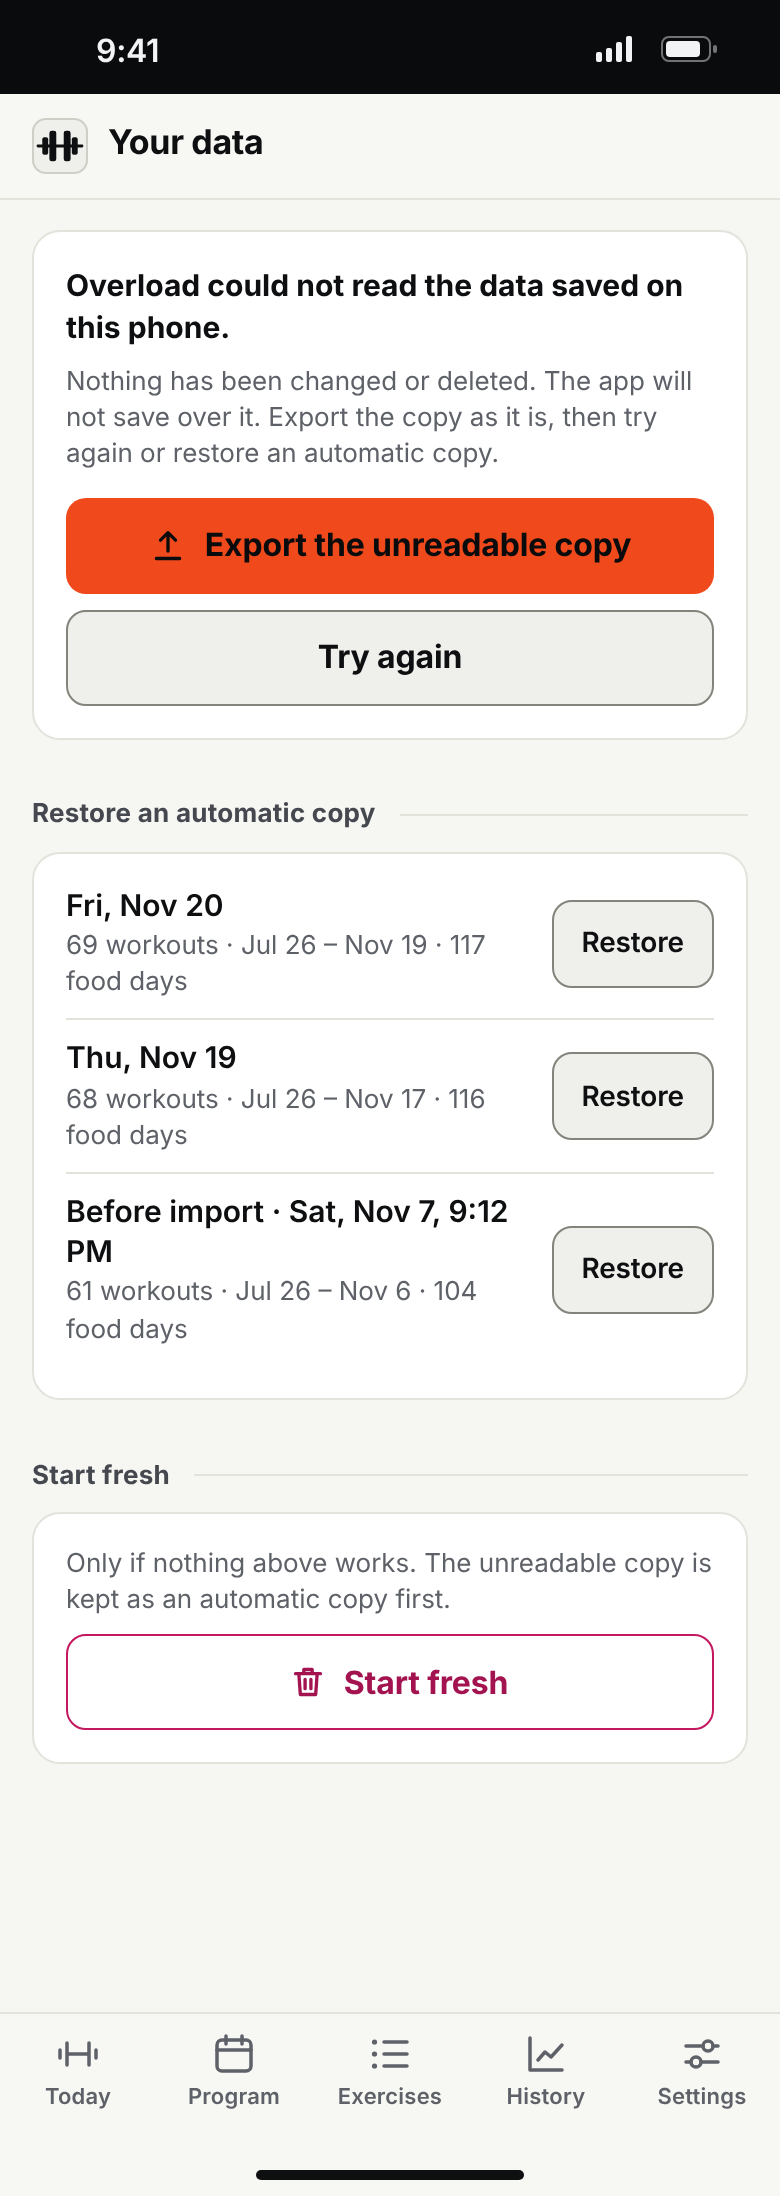 9:41
Your data
Overload could not read the data saved on
this phone.
Nothing has been changed or deleted. The app will
not save over it. Export the copy as it is, then try
again or restore an automatic copy.
Export the unreadable copy
Try again
Restore an automatic copy
Fri, Nov 20
69 workouts · Jul 26 – Nov 19 · 117
food days
Restore
Thu, Nov 19
68 workouts · Jul 26 – Nov 17 · 116
food days
Restore
Before import · Sat, Nov 7, 9:12
PM
61 workouts · Jul 26 – Nov 6 · 104
food days
Restore
Start fresh
Only if nothing above works. The unreadable copy is
kept as an automatic copy first.
Start fresh
Today
Program
Exercises
History
Settings